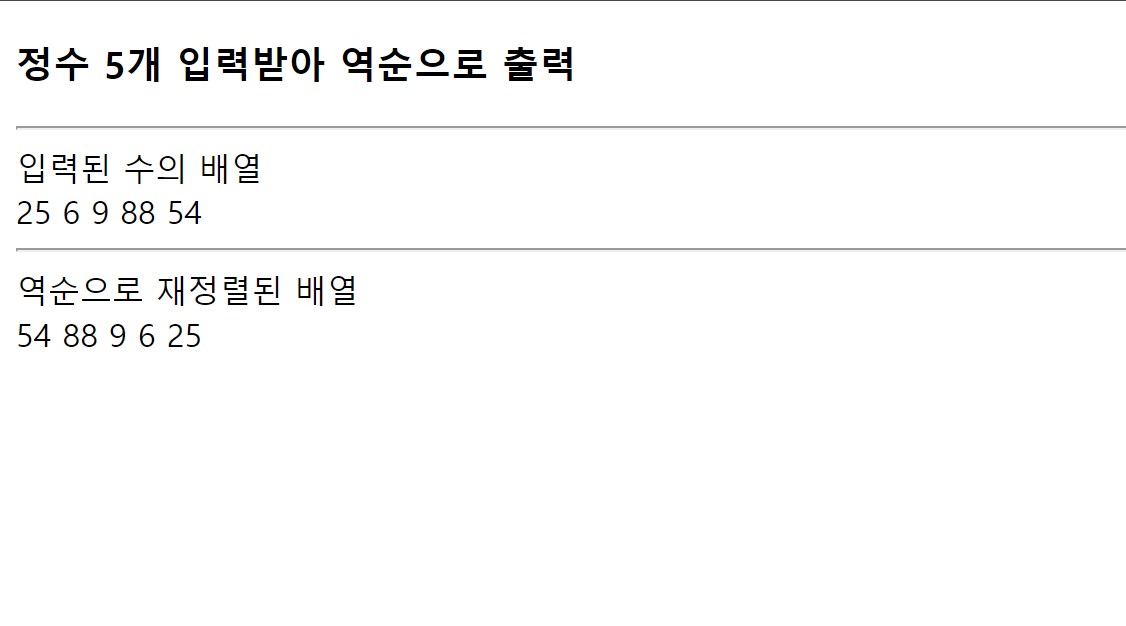 정수 5개 입력받아 역순으로 출력
입력된 수의 배열
25 6 9 88 54
역순으로 재정렬된 배열
54 88 9 6 25